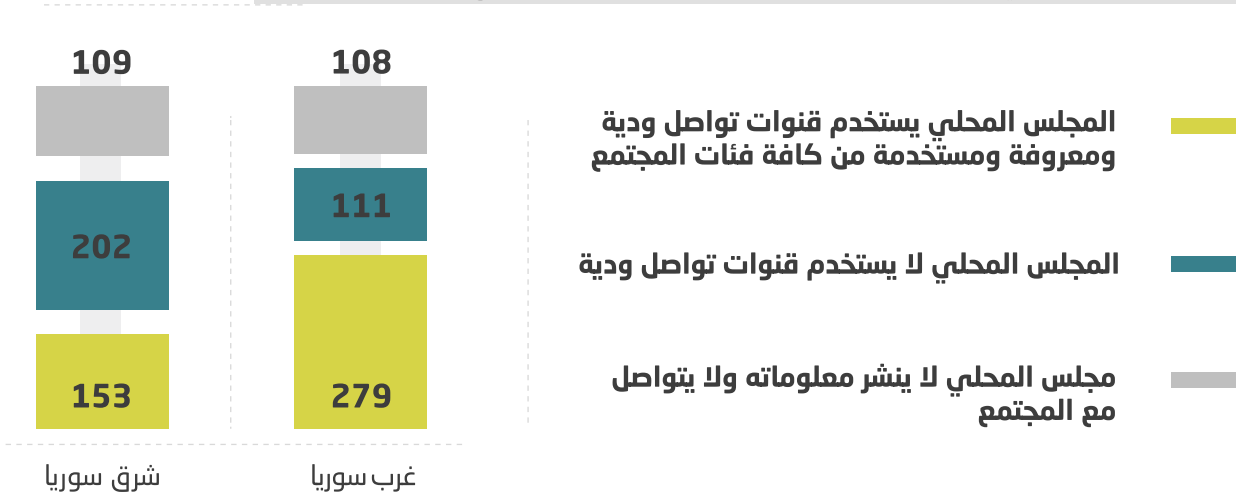 109
108
111
202
153
279
المجلس المحلي يستخدم قنوات تواصل ودية
ومعروفة ومستخدمة من كافة فئات المجتمع
المجلس المحلي لا يستخدم قنوات تواصل ودية
مجلس المحلي لا ينشر معلوماته ولا يتواصل
مع المجتمع
شرق سوريا
غرب سوريا